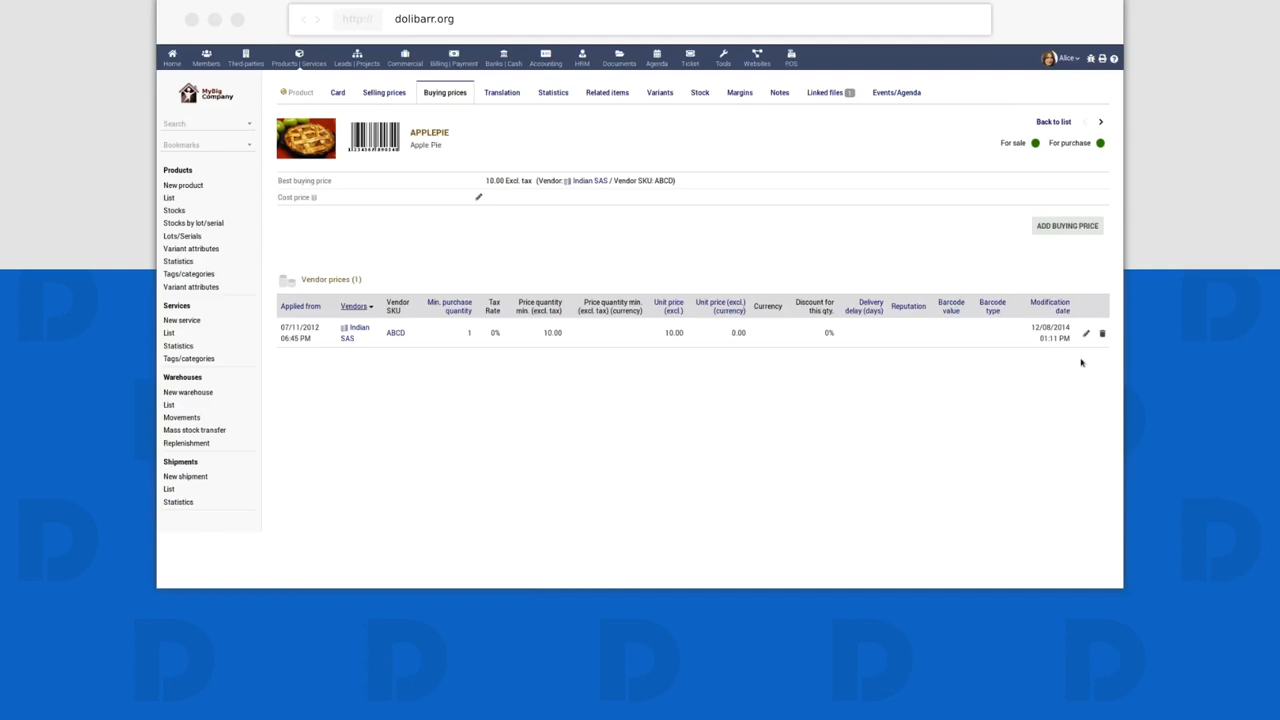 http://
dolibarr.org
Home Members Third-parties Products | Services Leads | Projects Commercial Billing | Payment Banks | Cash Accounting HRM Documents Agenda Ticket Tools Websites POS Alice
MyBig
Company
Product Card Selling prices Buying prices Translation Statistics Related items Variants Stock Margins Notes Linked files 1 Events/Agenda
Search
Bookmarks
Products
New product
List
Stocks
Stocks by lot/serial
Lots/Serials
Variant attributes
Statistics
Tags/categories
Variant attributes
Services
New service
List
Statistics
Tags/categories
Warehouses
New warehouse
List
Movements
Mass stock transfer
Replenishment
Shipments
New shipment
List
Statistics
APPLEPIE
Apple Pie
Back to list
For sale For purchase
Best buying price 10.00 Excl. tax (Vendor: Indian SAS / Vendor SKU: ABCD)
Cost price
ADD BUYING PRICE
Vendor prices (1)
Applied from Vendors Vendor SKU Min. purchase quantity Tax Rate Price quantity min. (excl. tax) Price quantity min. (excl. tax) (currency) Unit price (excl.) Unit price (excl.) (currency) Currency Discount for this qty. Delivery delay (days) Reputation Barcode value Barcode type Modification date
07/11/2012 06:45 PM Indian SAS ABCD 1 0% 10.00 10.00 0.00 0% 12/08/2014 01:11 PM